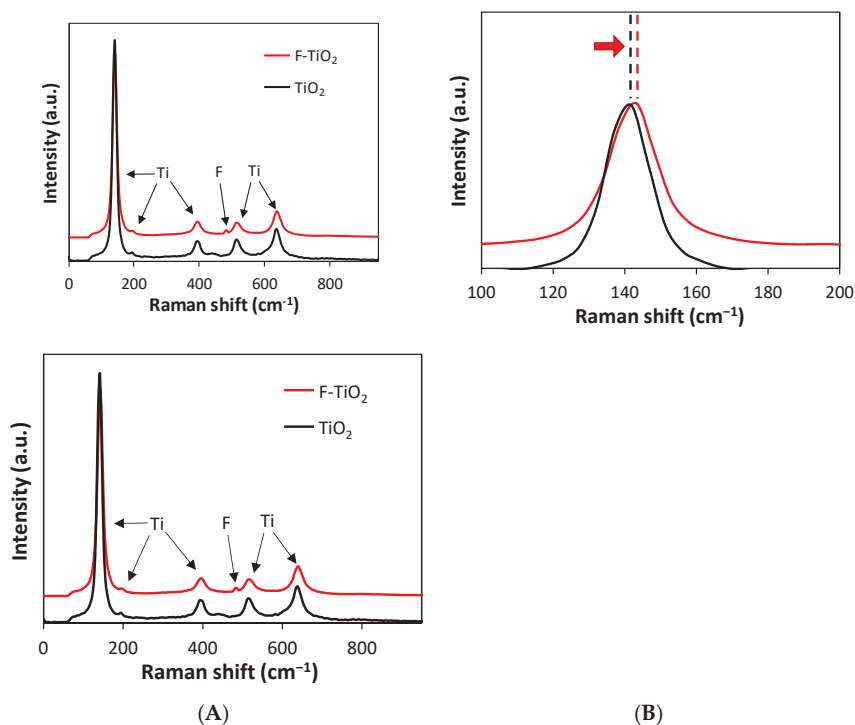 Intensity (a.u.)
F-TiO2
TiO2
Ti
F
Ti
0 200 400 600 800
Raman shift (cm-1)
Intensity (a.u.)
100 120 140 160 180 200
Raman shift (cm−1)
Intensity (a.u.)
F-TiO2
TiO2
Ti
F
Ti
0 200 400 600 800
Raman shift (cm−1)
(A)
(B)